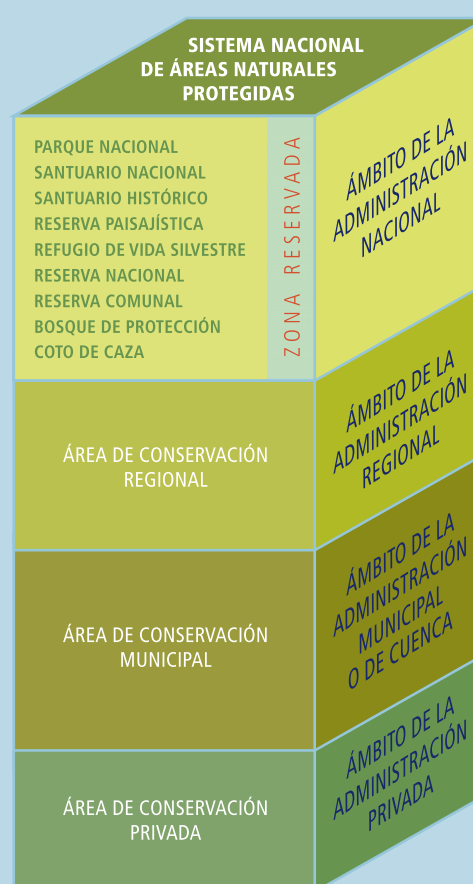 SISTEMA NACIONAL
DE ÁREAS NATURALES
PROTEGIDAS
PARQUE NACIONAL
SANTUARIO NACIONAL
SANTUARIO HISTÓRICO
RESERVA PAISAJÍSTICA
REFUGIO DE VIDA SILVESTRE
RESERVA NACIONAL
RESERVA COMUNAL
BOSQUE DE PROTECCIÓN
COTO DE CAZA
ZONA RESERVADA
ÁMBITO DE LA
ADMINISTRACIÓN
NACIONAL
ÁREA DE CONSERVACIÓN
REGIONAL
ÁMBITO DE LA
ADMINISTRACIÓN
REGIONAL
ÁREA DE CONSERVACIÓN
MUNICIPAL
ÁMBITO DE LA
ADMINISTRACIÓN
MUNICIPAL
O DE CUENCA
ÁREA DE CONSERVACIÓN
PRIVADA
ÁMBITO DE LA
ADMINISTRACIÓN
PRIVADA